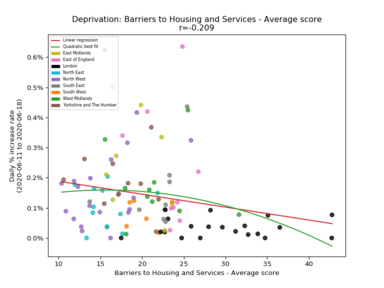 Deprivation: Barriers to Housing and Services - Average score
r=-0.209
Daily % increase rate
(2020-06-11 to 2020-06-18)
0.6%
0.5%
0.4%
0.3%
0.2%
0.1%
0.0%
Linear regression
Quadratic best fit
East Midlands
East of England
London
North East
North West
South East
South West
West Midlands
Yorkshire and The Humber
10 15 20 25 30 35 40
Barriers to Housing and Services - Average score